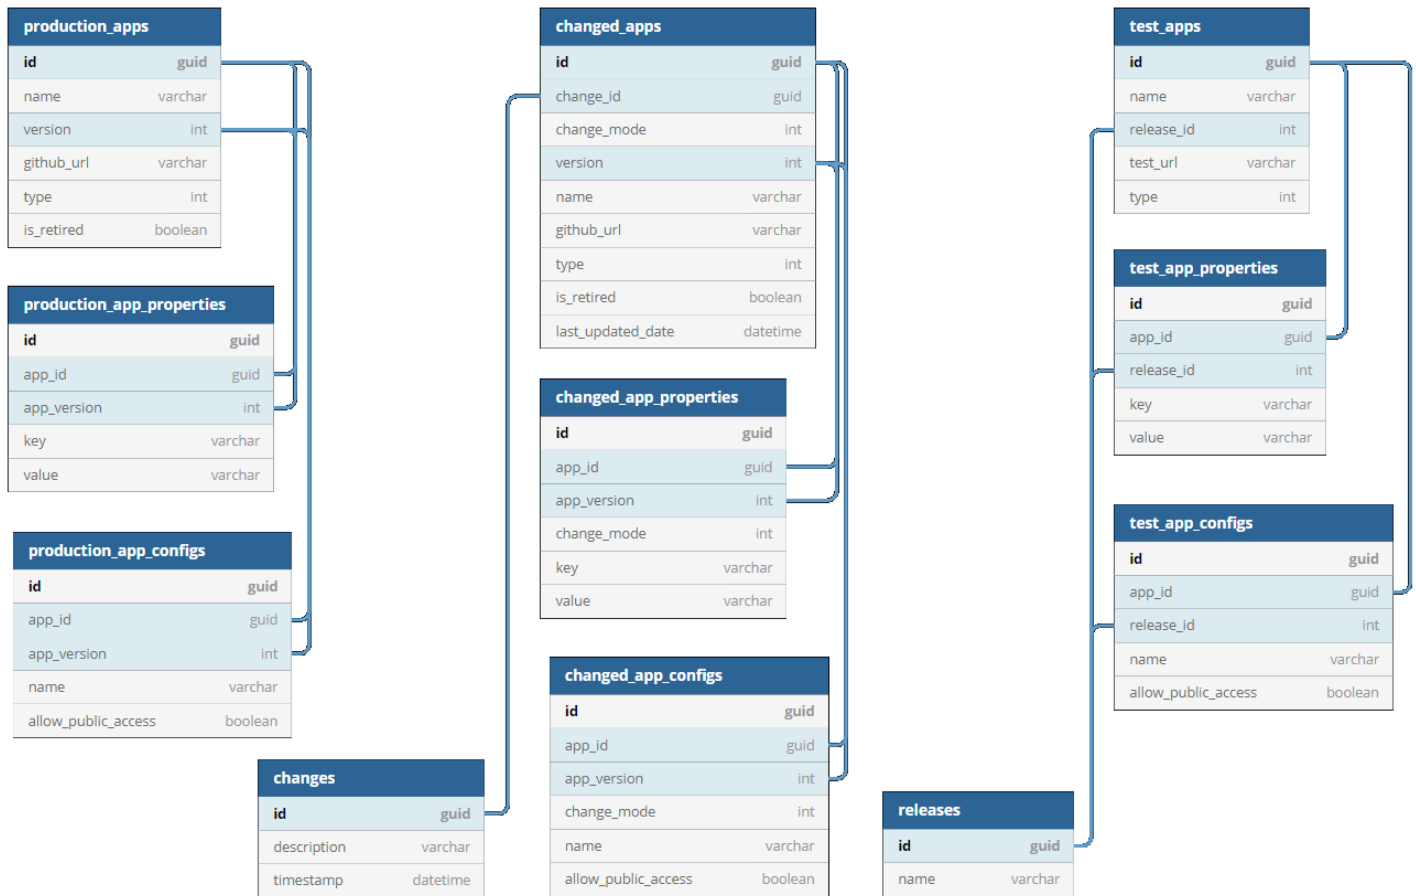 production_apps
id guid
name varchar
version int
github_url varchar
type int
is_retired boolean
production_app_properties
id guid
app_id guid
app_version int
key varchar
value varchar
production_app_configs
id guid
app_id guid
app_version int
name varchar
allow_public_access boolean
changes
id guid
description varchar
timestamp datetime
changed_apps
id guid
change_id guid
change_mode int
version int
name varchar
github_url varchar
type int
is_retired boolean
last_updated_date datetime
changed_app_properties
id guid
app_id guid
app_version int
change_mode int
key varchar
value varchar
changed_app_configs
id guid
app_id guid
app_version int
change_mode int
name varchar
allow_public_access boolean
test_apps
id guid
name varchar
release_id int
test_url varchar
type int
test_app_properties
id guid
app_id guid
release_id int
key varchar
value varchar
test_app_configs
id guid
app_id guid
release_id int
name varchar
allow_public_access boolean
releases
id guid
name varchar